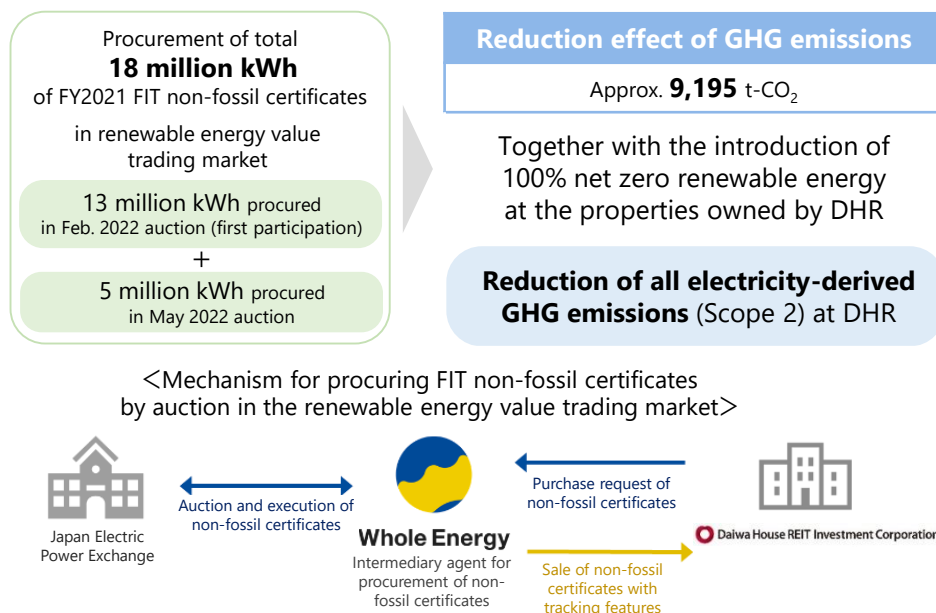 Procurement of total
18 million kWh
of FY2021 FIT non-fossil certificates
in renewable energy value
trading market
13 million kWh procured
in Feb. 2022 auction (first participation)
+
5 million kWh procured
in May 2022 auction
Reduction effect of GHG emissions
Approx. 9,195 t-CO₂
Together with the introduction of
100% net zero renewable energy
at the properties owned by DHR
Reduction of all electricity-derived
GHG emissions (Scope 2) at DHR
<Mechanism for procuring FIT non-fossil certificates
by auction in the renewable energy value trading market>
Japan Electric
Power Exchange
Auction and execution of
non-fossil certificates
Whole Energy
Intermediary agent for
procurement of non-
fossil certificates
Purchase request of
non-fossil certificates
Sale of non-fossil
certificates with
tracking features
Daiwa House REIT Investment Corporation